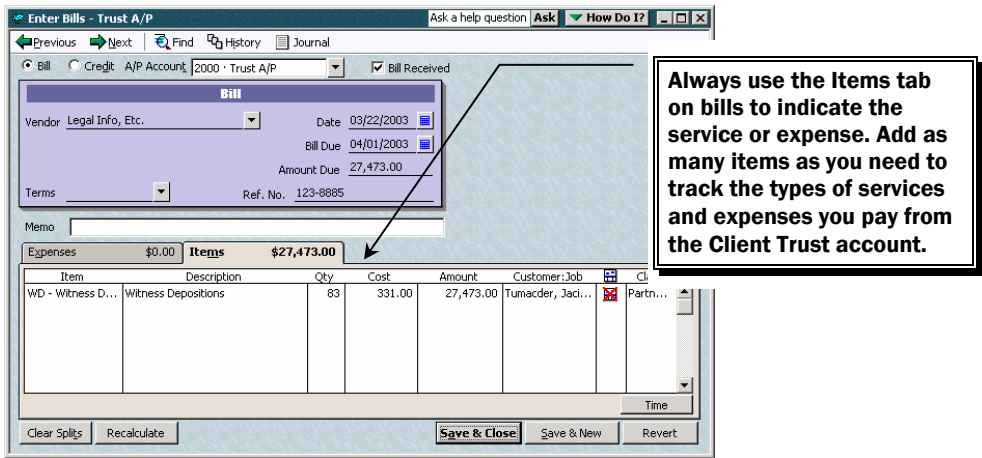 Enter Bills - Trust A/P
Ask a help question Ask How Do I?
Previous Next Find History Journal
Bill Credit A/P Account 2000 · Trust A/P Bill Received
Bill
Vendor Legal Info, Etc. Date 03/22/2003
Bill Due 04/01/2003
Amount Due 27,473.00
Terms Ref. No. 123-8885
Memo
Expenses $0.00 Items $27,473.00
Item Description Qty Cost Amount Customer:Job Cl
WD - Witness D... Witness Depositions 83 331.00 27,473.00 Tumacder, Jaci... Partn...
Time
Clear Splits Recalculate Save & Close Save & New Revert
Always use the Items tab
on bills to indicate the
service or expense. Add as
many items as you need to
track the types of services
and expenses you pay from
the Client Trust account.